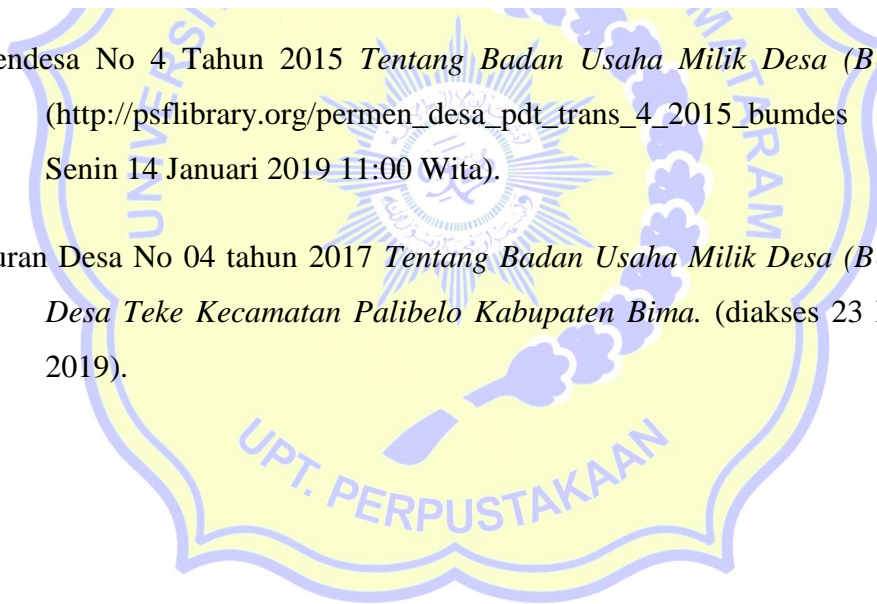 endesa No 4 Tahun 2015 Tentang Badan Usaha Milik Desa (B
(http://psflibrary.org/permen_desa_pdt_trans_4_2015_bumdes
Senin 14 Januari 2019 11:00 Wita).
uran Desa No 04 tahun 2017 Tentang Badan Usaha Milik Desa (B
Desa Teke Kecamatan Palibelo Kabupaten Bima. (diakses 23
2019).
UPT. PERPUSTAKAAN